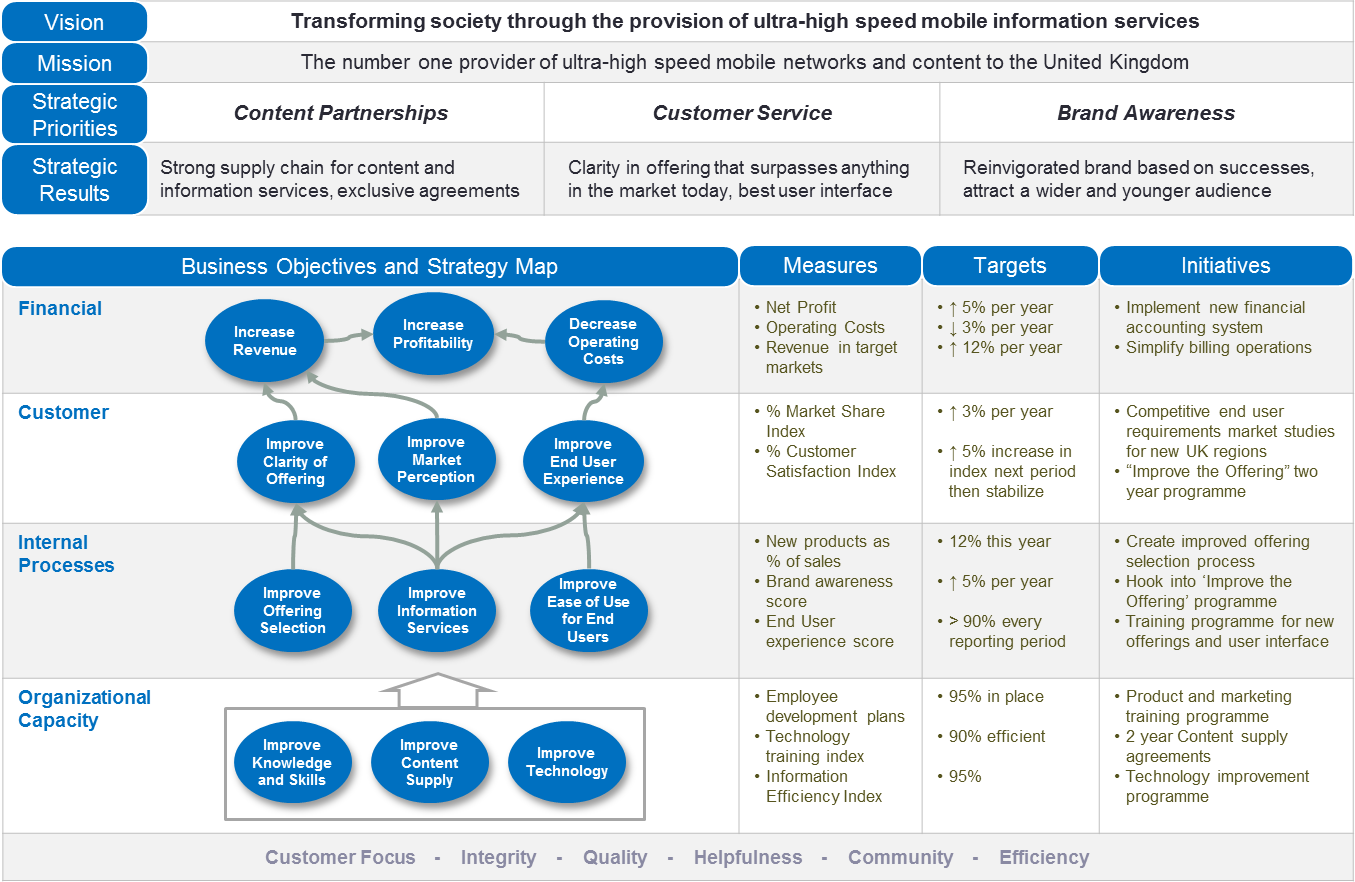 Vision
Transforming society through the provision of ultra-high speed mobile information services
Mission
The number one provider of ultra-high speed mobile networks and content to the United Kingdom
Strategic
Priorities
Content Partnerships
Customer Service
Brand Awareness
Strategic
Results
Strong supply chain for content and
information services, exclusive agreements
Clarity in offering that surpasses anything
in the market today, best user interface
Reinvigorated brand based on successes,
attract a wider and younger audience
Business Objectives and Strategy Map
Measures
Targets
Initiatives
Financial
Increase
Revenue
Increase
Profitability
Decrease
Operating
Costs
• Net Profit
• Operating Costs
• Revenue in target
markets
• ↑ 5% per year
• ↓ 3% per year
• ↑ 12% per year
• Implement new financial
accounting system
• Simplify billing operations
Customer
Improve
Clarity of
Offering
Improve
Market
Perception
Improve
End User
Experience
• % Market Share
Index
• % Customer
Satisfaction Index
• ↑ 3% per year
• ↑ 5% increase in
index next period
then stabilize
• Competitive end user
requirements market studies
for new UK regions
• “Improve the Offering” two
year programme
Internal
Processes
Improve
Offering
Selection
Improve
Information
Services
Improve
Ease of Use
for End
Users
• New products as
% of sales
• Brand awareness
score
• End User
experience score
• 12% this year
• ↑ 5% per year
• > 90% every
reporting period
• Create improved offering
selection process
• Hook into ‘Improve the
Offering’ programme
• Training programme for new
offerings and user interface
Organizational
Capacity
Improve
Knowledge
and Skills
Improve
Content
Supply
Improve
Technology
• Employee
development plans
• Technology
training index
• Information
Efficiency Index
• 95% in place
• 90% efficient
• 95%
• Product and marketing
training programme
• 2 year Content supply
agreements
• Technology improvement
programme
Customer Focus - Integrity - Quality - Helpfulness - Community - Efficiency